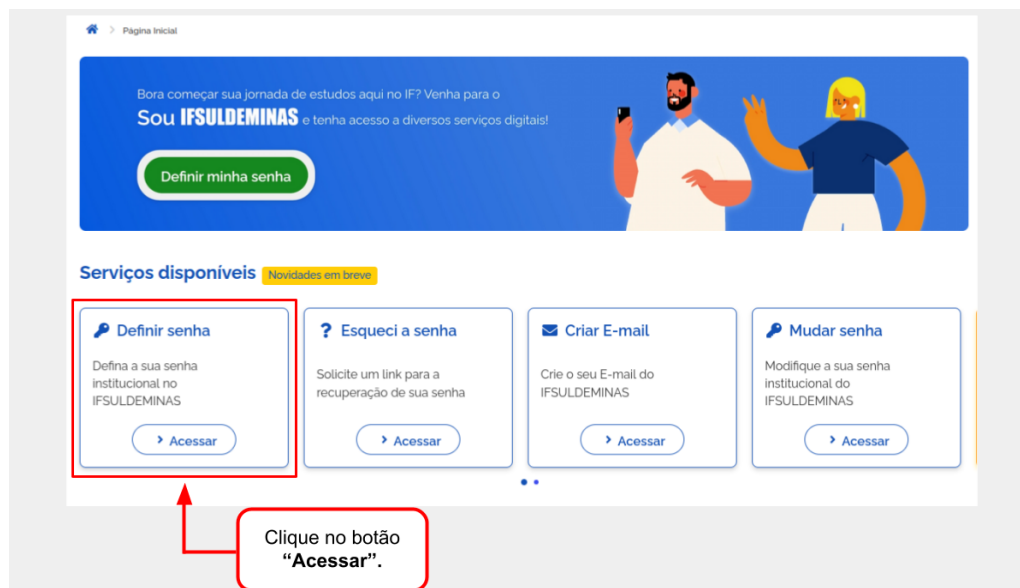 Página Inicial
Bora começar sua jornada de estudos aqui no IF? Venha para o
Sou IFSULDEMINAS e tenha acesso a diversos serviços digitais!
Definir minha senha
Serviços disponíveis Novidades em breve
Definir senha
Defina a sua senha
institucional no
IFSULDEMINAS
Acessar
Esqueci a senha
Solicite um link para a
recuperação de sua senha
Acessar
Criar E-mail
Crie o seu E-mail do
IFSULDEMINAS
Acessar
Mudar senha
Modifique a sua senha
institucional do
IFSULDEMINAS
Acessar
Clique no botão
“Acessar”.